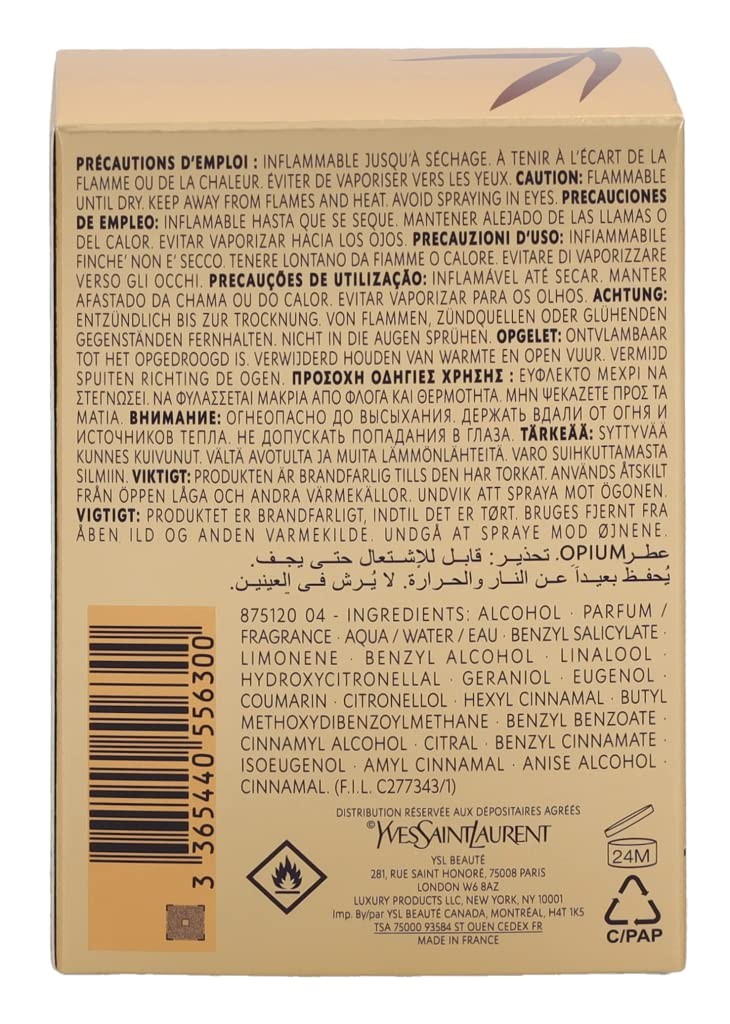 PRÉCAUTIONS D'EMPLOI : INFLAMMABLE JUSQU'À SÉCHAGE. À TENIR À L'ÉCART DE LA
FLAMME OU DE LA CHALEUR. ÉVITER DE VAPORISER VERS LES YEUX. CAUTION: FLAMMABLE
UNTIL DRY. KEEP AWAY FROM FLAMES AND HEAT. AVOID SPRAYING IN EYES. PRECAUCIONES
DE EMPLEO: INFLAMABLE HASTA QUE SE SEQUE. MANTENER ALEJADO DE LAS LLAMAS O
DEL CALOR. EVITAR VAPORIZAR HACIA LOS OJOS. PRECAUZIONI D'USO: INFIAMMABILE
FINCHE' NON E' SECCO. TENERE LONTANO DA FIAMME O CALORE. EVITARE DI VAPORIZZARE
VERSO GLI OCCHI. PRECAUÇÕES DE UTILIZAÇÃO: INFLAMÁVEL ATÉ SECAR. MANTER
AFASTADO DA CHAMA OU DO CALOR. EVITAR VAPORIZAR PARA OS OLHOS. ACHTUNG:
ENTZÜNDLICH BIS ZUR TROCKNUNG. VON FLAMMEN, ZÜNDQUELLEN ODER GLÜHENDEN
GEGENSTÄNDEN FERNHALTEN. NICHT IN DIE AUGEN SPRÜHEN. OPGELET: ONTVLAMBAAR
TOT HET OPGEDROOGD IS. VERWIJDERD HOUDEN VAN WARMTE EN OPEN VUUR. VERMIJD
SPUITEN RICHTING DE OGEN. ΠΡΟΣΟΧΗ ΟΔΗΓΙΕΣ ΧΡΗΣΗΣ : ΕΥΦΛΕΚΤΟ ΜΕΧΡΙ ΝΑ
ΣΤΕΓΝΩΣΕΙ. ΝΑ ΦΥΛΑΣΣΕΤΑΙ ΜΑΚΡΙΑ ΑΠΟ ΦΛΟΓΑ ΚΑΙ ΘΕΡΜΟΤΗΤΑ. ΜΗΝ ΨΕΚΑΖΕΤΕ ΠΡΟΣ ΤΑ
ΜΑΤΙΑ. ВНИМАНИЕ: ОГНЕОПАСНО ДО ВЫСЫХАНИЯ. ДЕРЖАТЬ ВДАЛИ ОТ ОГНЯ И
ИСТОЧНИКОВ ТЕПЛА. НЕ ДОПУСКАТЬ ПОПАДАНИЯ В ГЛАЗА. TÄRKEÄÄ: SYTTYVÄÄ
KUNNES KUIVUNUT. VÄLTÄ AVOTULTA JA MUITA LÄMMÖNLÄHTEITÄ. VARO SUIHKUTTAMASTA
SILMIIN. VIKTIGT: PRODUKTEN ÄR BRANDFARLIG TILLS DEN HAR TORKAT. ANVÄNDS ÅTSKILT
FRÅN ÖPPEN LÅGA OCH ANDRA VÄRMEKÄLLOR. UNDVIK ATT SPRAYA MOT ÖGONEN.
VIGTIGT: PRODUKTET ER BRANDFARLIGT, INDTIL DET ER TØRT. BRUGES FJERNT FRA
ÅBEN ILD OG ANDEN VARMEKILDE. UNDGÅ AT SPRAYE MOD ØJNENE.
عطر OPIUM. تحذير: قابل للإشتعال حتى يجف.
يُحفظ بعيداً عن النار والحرارة. لا يُرش في العينين.
875120 04 - INGREDIENTS: ALCOHOL · PARFUM /
FRAGRANCE · AQUA / WATER / EAU · BENZYL SALICYLATE ·
LIMONENE · BENZYL ALCOHOL · LINALOOL ·
HYDROXYCITRONELLAL · GERANIOL · EUGENOL ·
COUMARIN · CITRONELLOL · HEXYL CINNAMAL · BUTYL
METHOXYDIBENZOYLMETHANE · BENZYL BENZOATE ·
CINNAMYL ALCOHOL · CITRAL · BENZYL CINNAMATE ·
ISOEUGENOL · AMYL CINNAMAL · ANISE ALCOHOL ·
CINNAMAL. (F.I.L. C277343/1)
3 365440 556300
DISTRIBUTION RÉSERVÉE AUX DÉPOSITAIRES AGRÉÉS
©YVESSAINTLAURENT
YSL BEAUTÉ
281, RUE SAINT HONORÉ, 75008 PARIS
LONDON W6 8AZ
LUXURY PRODUCTS LLC, NEW YORK, NY 10001
Imp. By/par YSL BEAUTÉ CANADA, MONTRÉAL, H4T 1K5
TSA 75000 93584 ST OUEN CEDEX FR
MADE IN FRANCE
24M
C/PAP